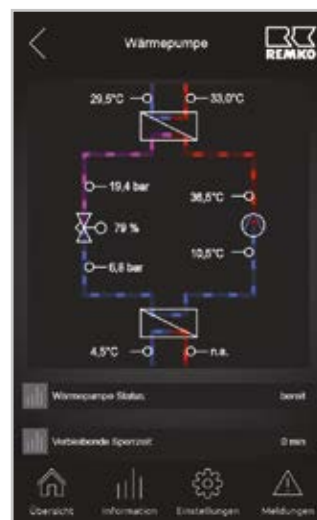 Wärmepumpe
REMKO
29,5°C
33,0°C
19,4 bar
36,5°C
79 %
10,5°C
6,8 bar
4,5°C
n.a.
Wärmepumpe Status
bereit
Verbleibende Sperrzeit
0 min
Übersicht
Information
Einstellungen
Meldungen